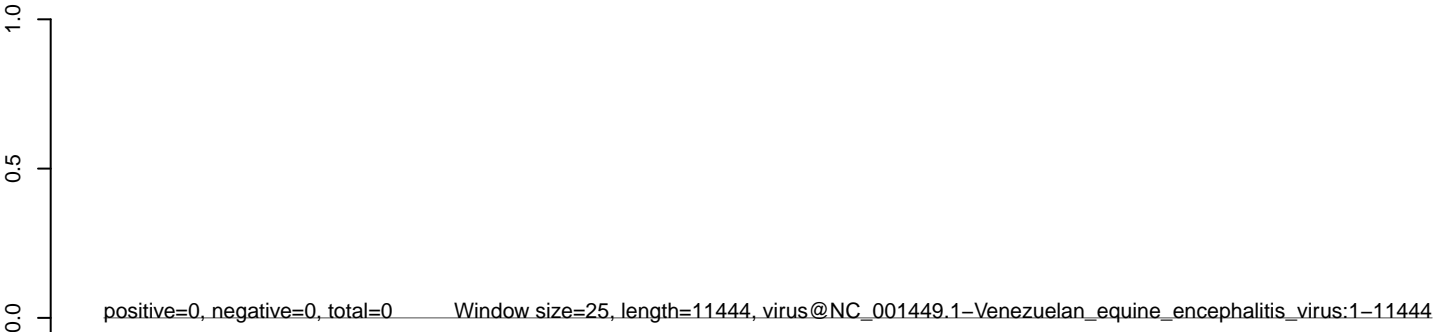 1.0
0.5
0.0
positive=0, negative=0, total=0 Window size=25, length=11444, virus@NC_001449.1−Venezuelan_equine_encephalitis_virus:1−11444